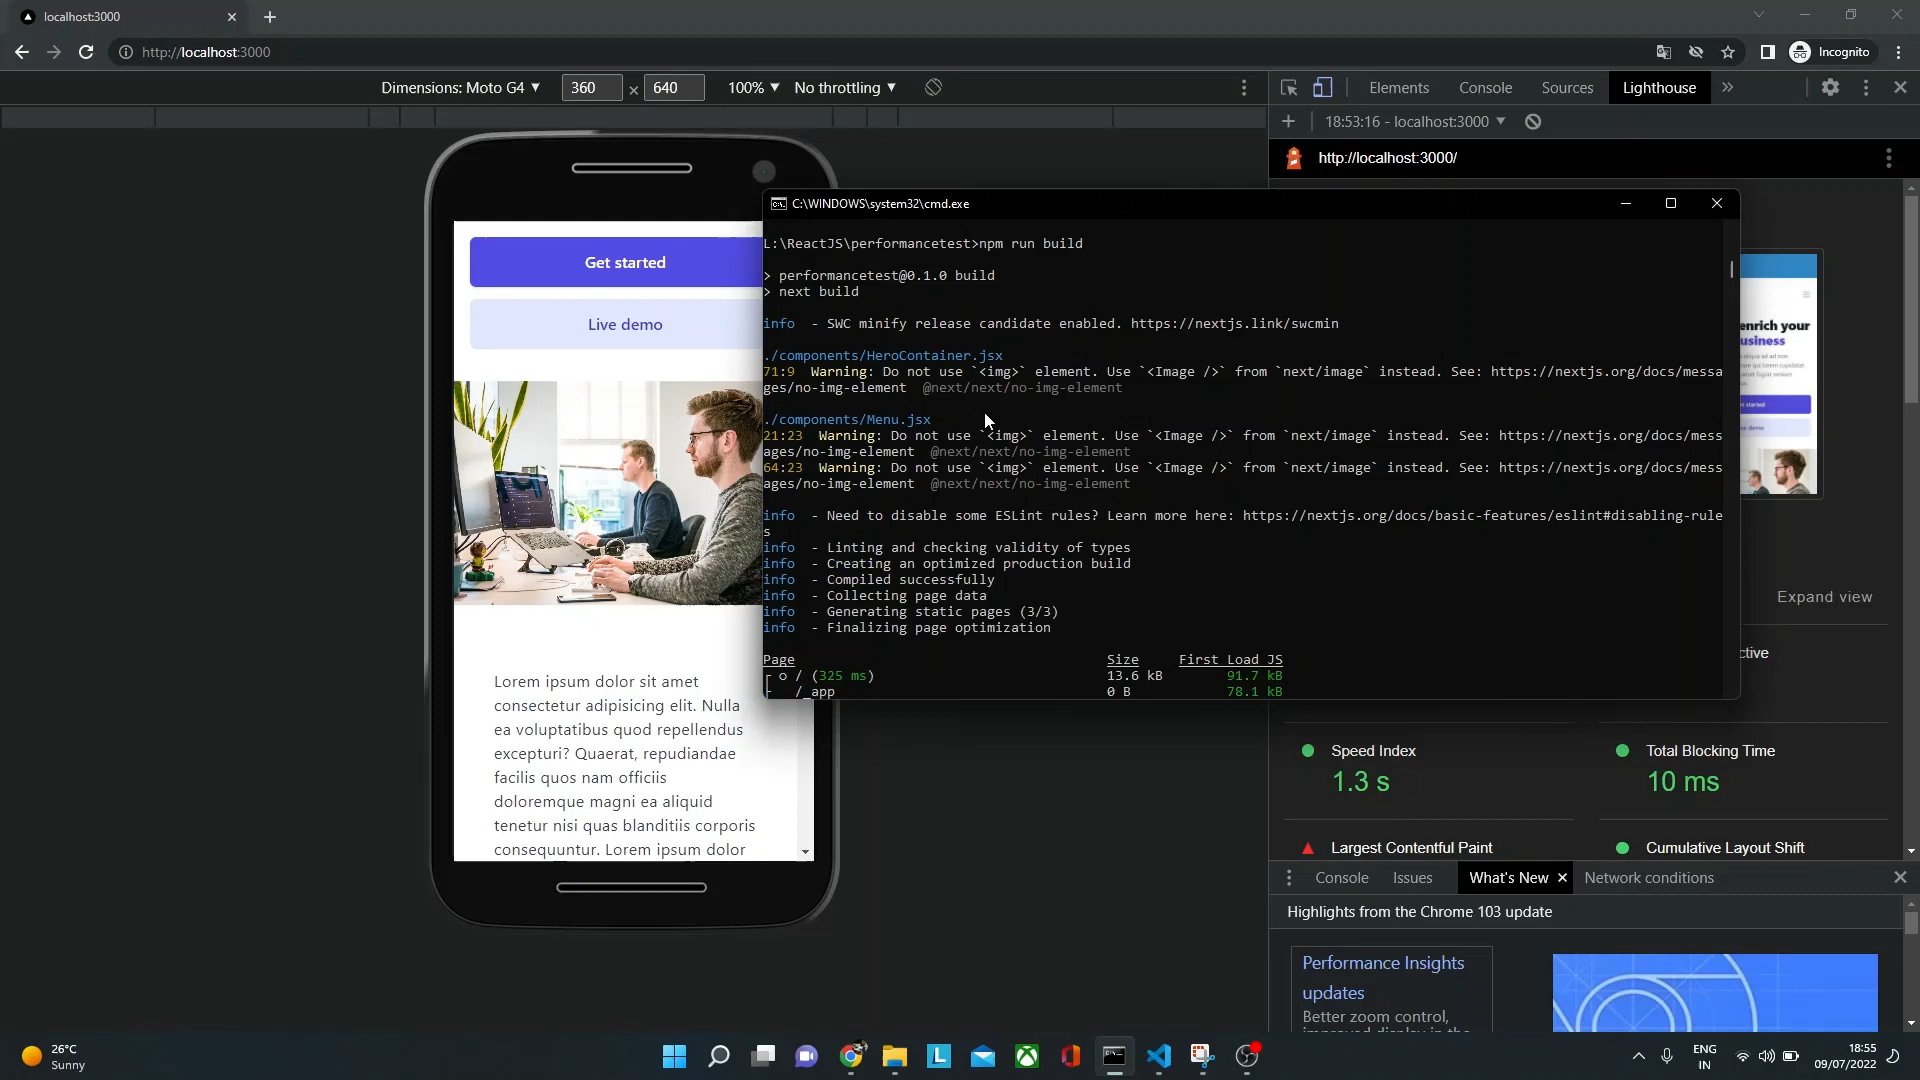 localhost:3000
http://localhost:3000
Incognito
Dimensions: Moto G4
360
×
640
100%
No throttling
Elements
Console
Sources
Lighthouse
18:53:16 - localhost:3000
http://localhost:3000/
Get started
Live demo
Lorem ipsum dolor sit amet
consectetur adipisicing elit. Nulla
ea voluptatibus quod repellendus
excepturi? Quaerat, repudiandae
facilis quos nam officiis
doloremque magni ea aliquid
tenetur nisi quas blanditiis corporis
consequuntur. Lorem ipsum dolor
C:\WINDOWS\system32\cmd.exe
L:\ReactJS\performancetest>npm run build
> performancetest@0.1.0 build
> next build
info - SWC minify release candidate enabled. https://nextjs.link/swcmin
./components/HeroContainer.jsx
71:9 Warning: Do not use `<img>` element. Use `<Image />` from `next/image` instead. See: https://nextjs.org/docs/messa
ges/no-img-element @next/next/no-img-element
./components/Menu.jsx
21:23 Warning: Do not use `<img>` element. Use `<Image />` from `next/image` instead. See: https://nextjs.org/docs/mess
ages/no-img-element @next/next/no-img-element
64:23 Warning: Do not use `<img>` element. Use `<Image />` from `next/image` instead. See: https://nextjs.org/docs/mess
ages/no-img-element @next/next/no-img-element
info - Need to disable some ESLint rules? Learn more here: https://nextjs.org/docs/basic-features/eslint#disabling-rule
s
info - Linting and checking validity of types
info - Creating an optimized production build
info - Compiled successfully
info - Collecting page data
info - Generating static pages (3/3)
info - Finalizing page optimization
Page Size First Load JS
┌ ○ / (325 ms) 13.6 kB 91.7 kB
├ /_app 0 B 78.1 kB
enrich your
usiness
Expand view
ctive
Speed Index
1.3 s
Total Blocking Time
10 ms
Largest Contentful Paint
Cumulative Layout Shift
Console
Issues
What's New
Network conditions
Highlights from the Chrome 103 update
Performance Insights
updates
Better zoom control,
26°C
Sunny
ENG
IN
18:55
09/07/2022